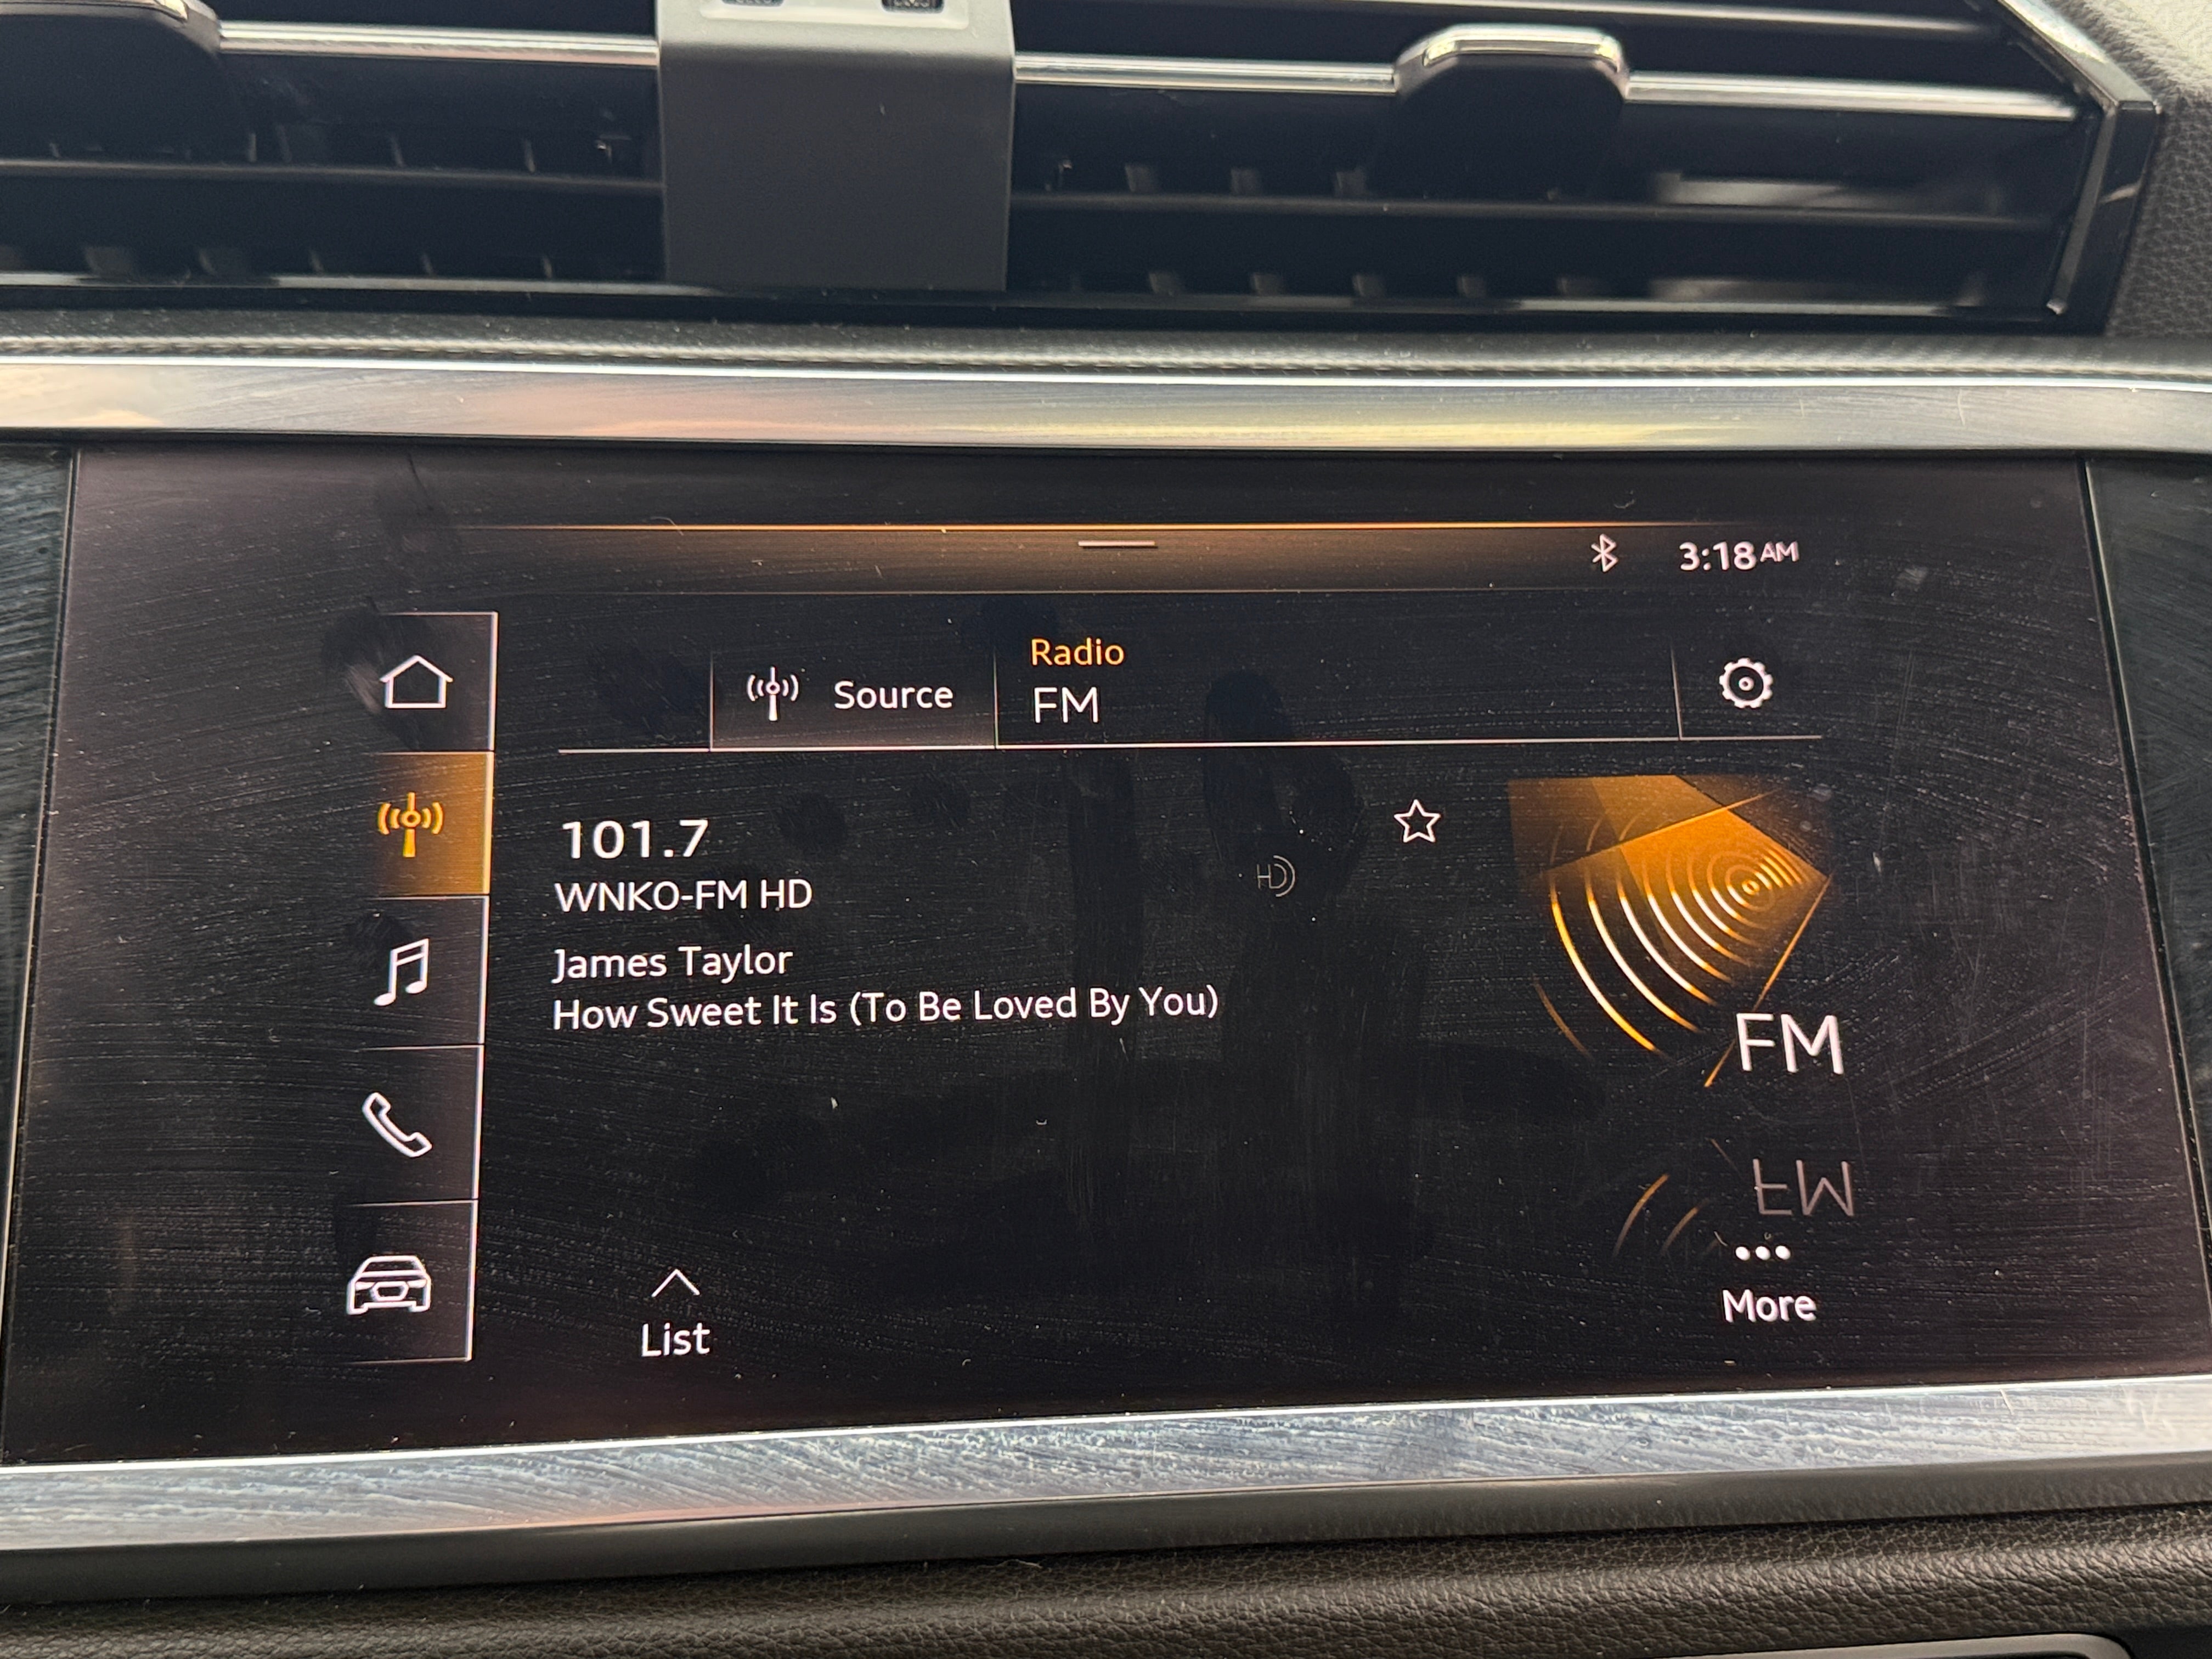 3:18 AM
Radio
Source
FM
101.7
WNKO-FM HD
HD
James Taylor
How Sweet It Is (To Be Loved By You)
FM
FM
More
List